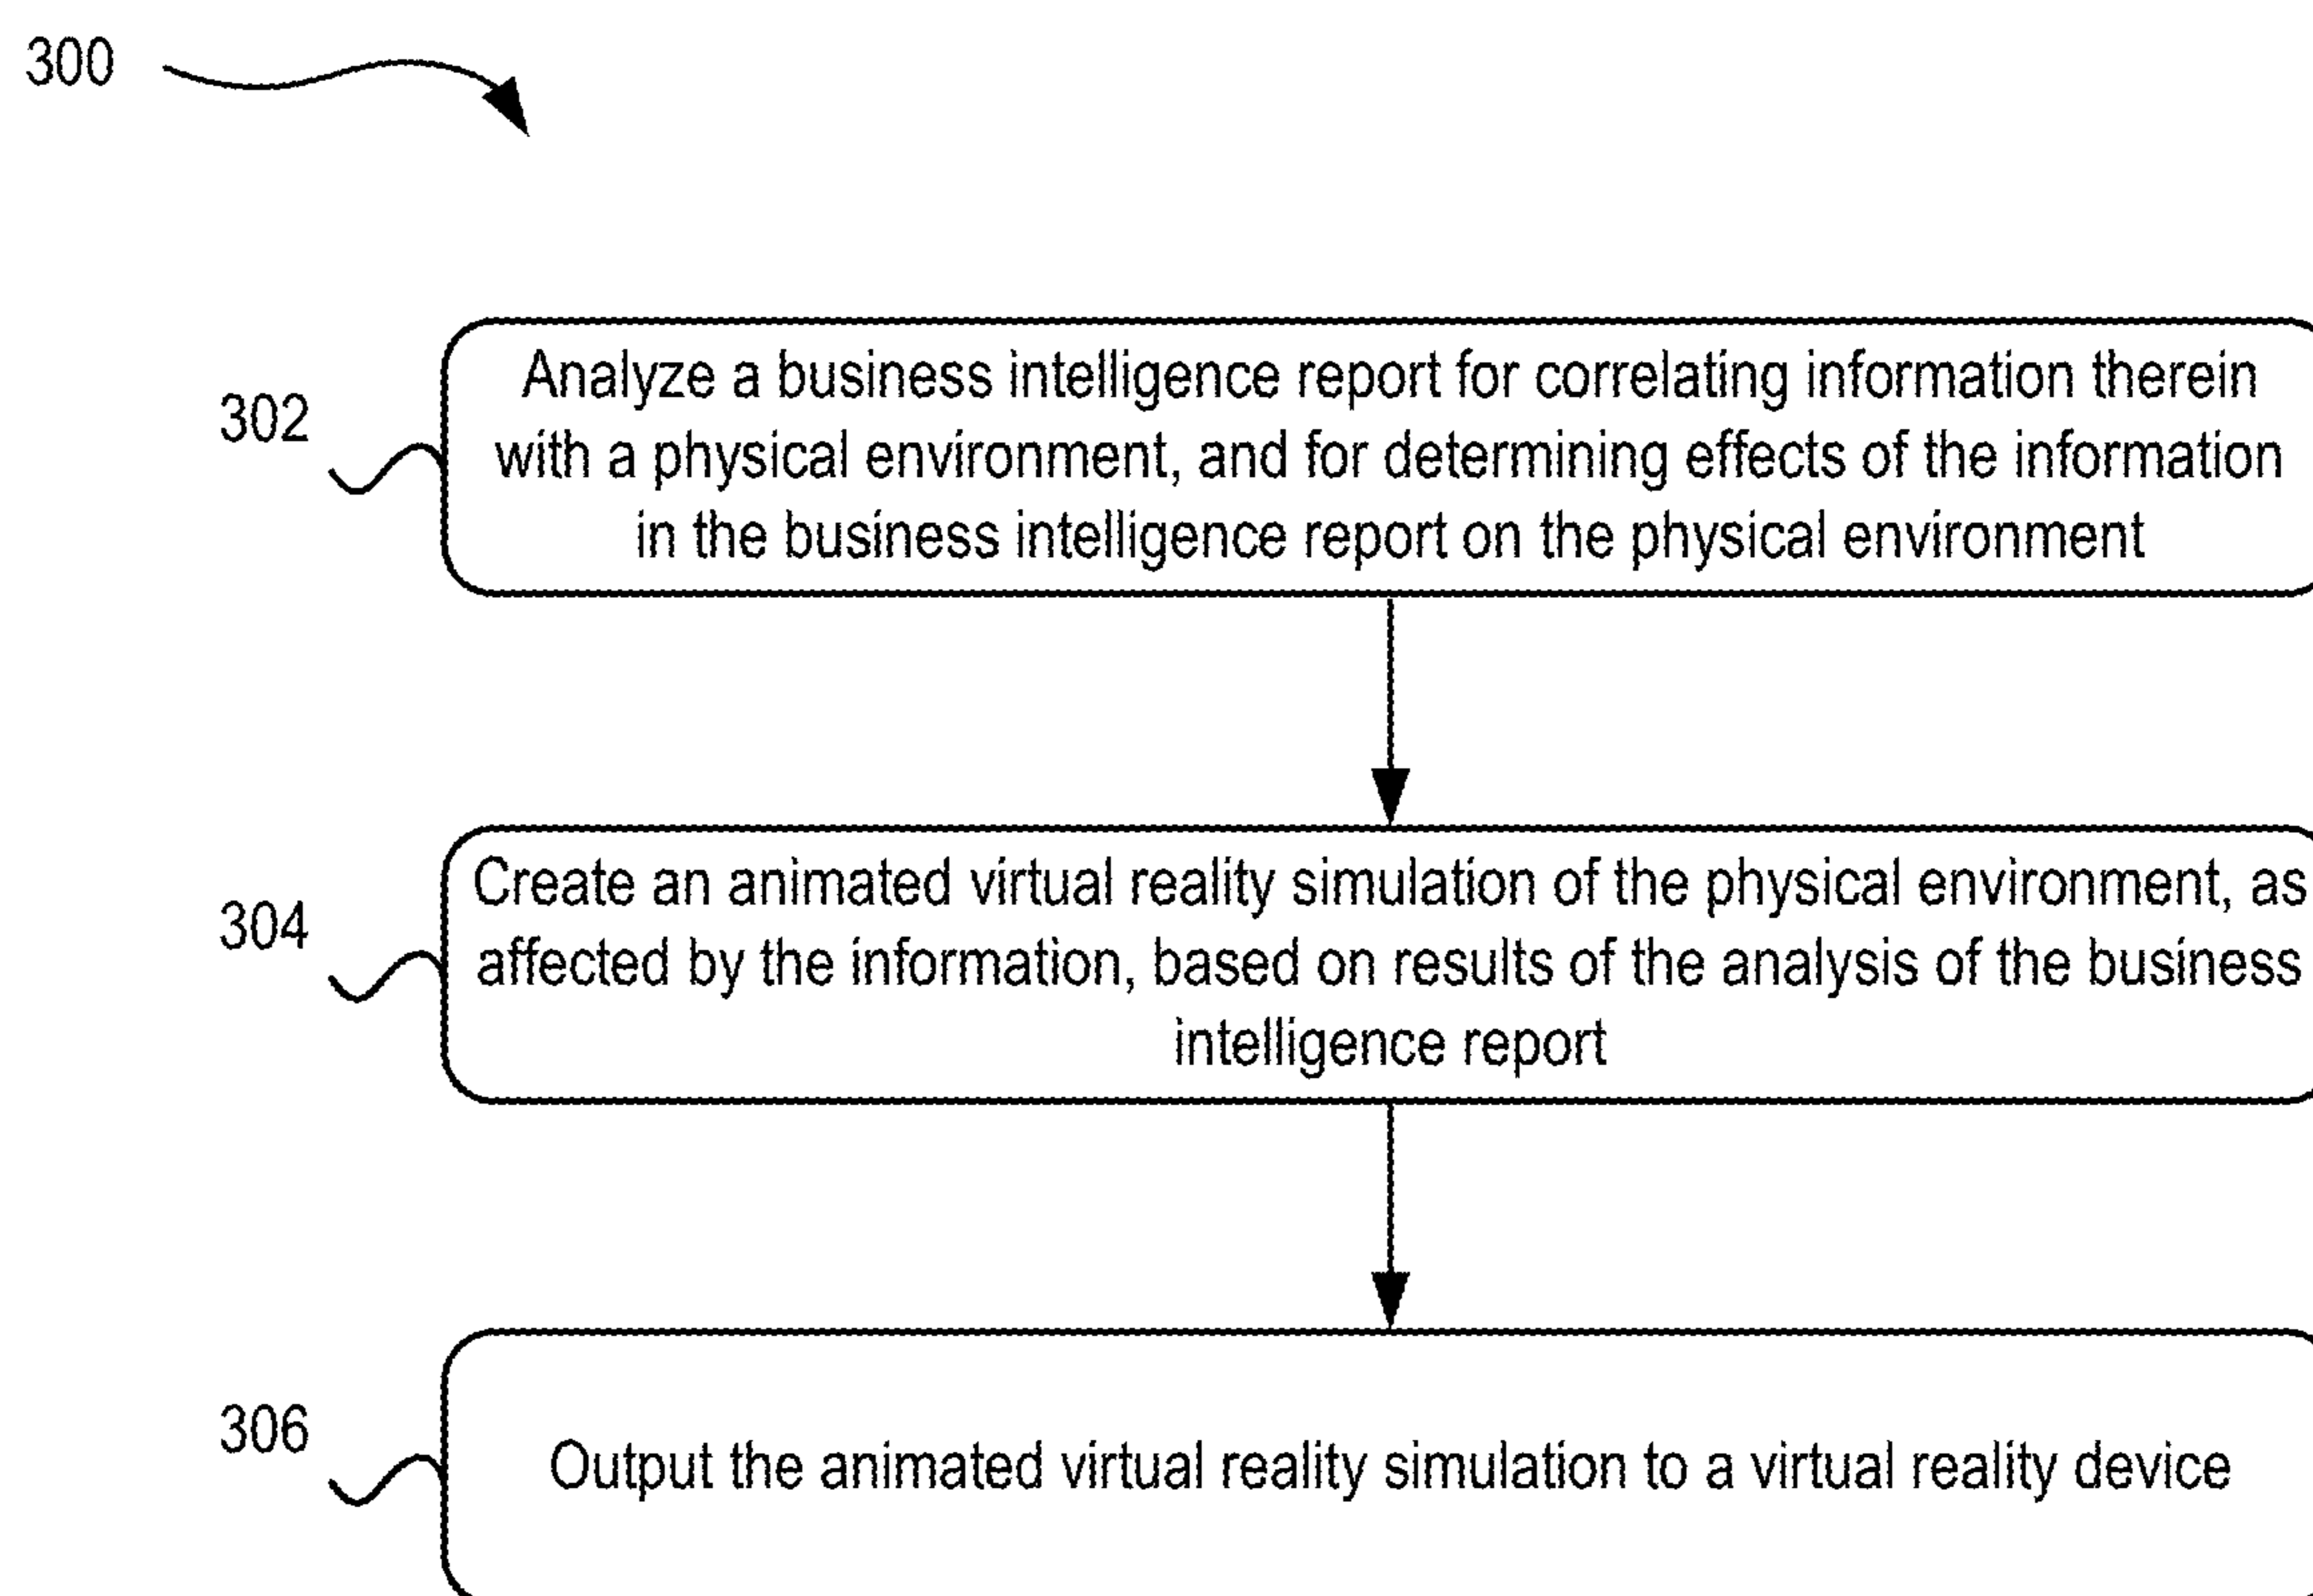 300
302
Analyze a business intelligence report for correlating information therein
with a physical environment, and for determining effects of the information
in the business intelligence report on the physical environment
304
Create an animated virtual reality simulation of the physical environment, as
affected by the information, based on results of the analysis of the business
intelligence report
306
Output the animated virtual reality simulation to a virtual reality device